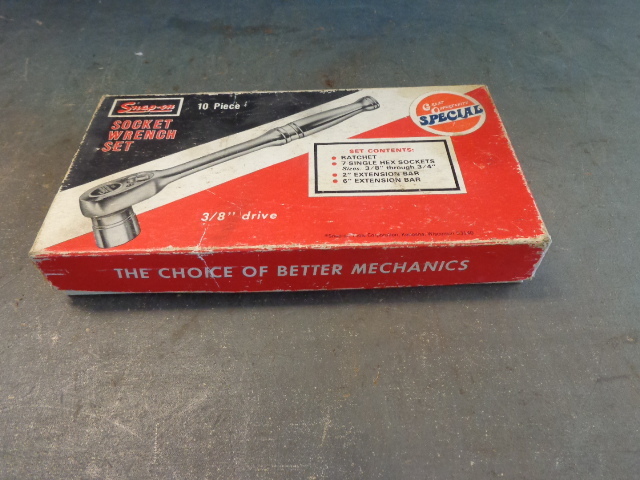 Snap-on
10 Piece
SOCKET
WRENCH
SET
SPECIAL
SET CONTENTS:
RATCHET
7 SINGLE HEX SOCKETS
Sizes: 3/8" through 3/4"
2" EXTENSION BAR
6" EXTENSION BAR
3/8" drive
THE CHOICE OF BETTER MECHANICS